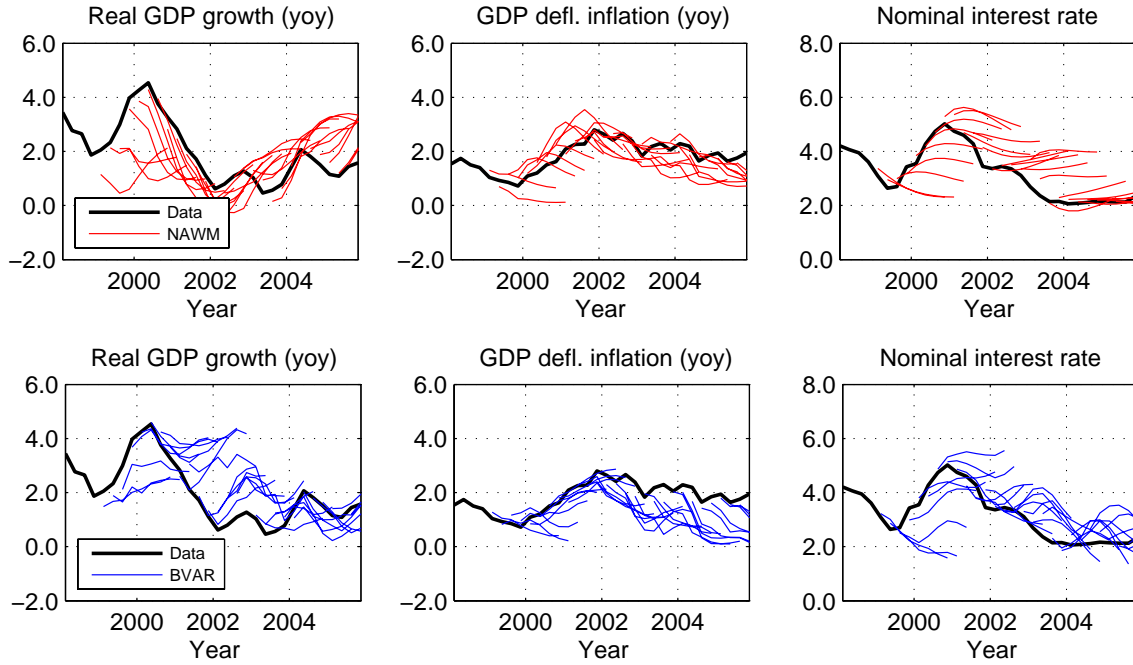 Real GDP growth (yoy) GDP defl. inflation (yoy) Nominal interest rate
6.0 6.0 8.0
4.0 4.0 6.0
2.0 2.0 4.0
0.0 0.0 2.0
−2.0 −2.0 0.0
Data
NAWM
2000 2002 2004 2000 2002 2004 2000 2002 2004
Year Year Year
Real GDP growth (yoy) GDP defl. inflation (yoy) Nominal interest rate
6.0 6.0 8.0
4.0 4.0 6.0
2.0 2.0 4.0
0.0 0.0 2.0
−2.0 −2.0 0.0
Data
BVAR
2000 2002 2004 2000 2002 2004 2000 2002 2004
Year Year Year